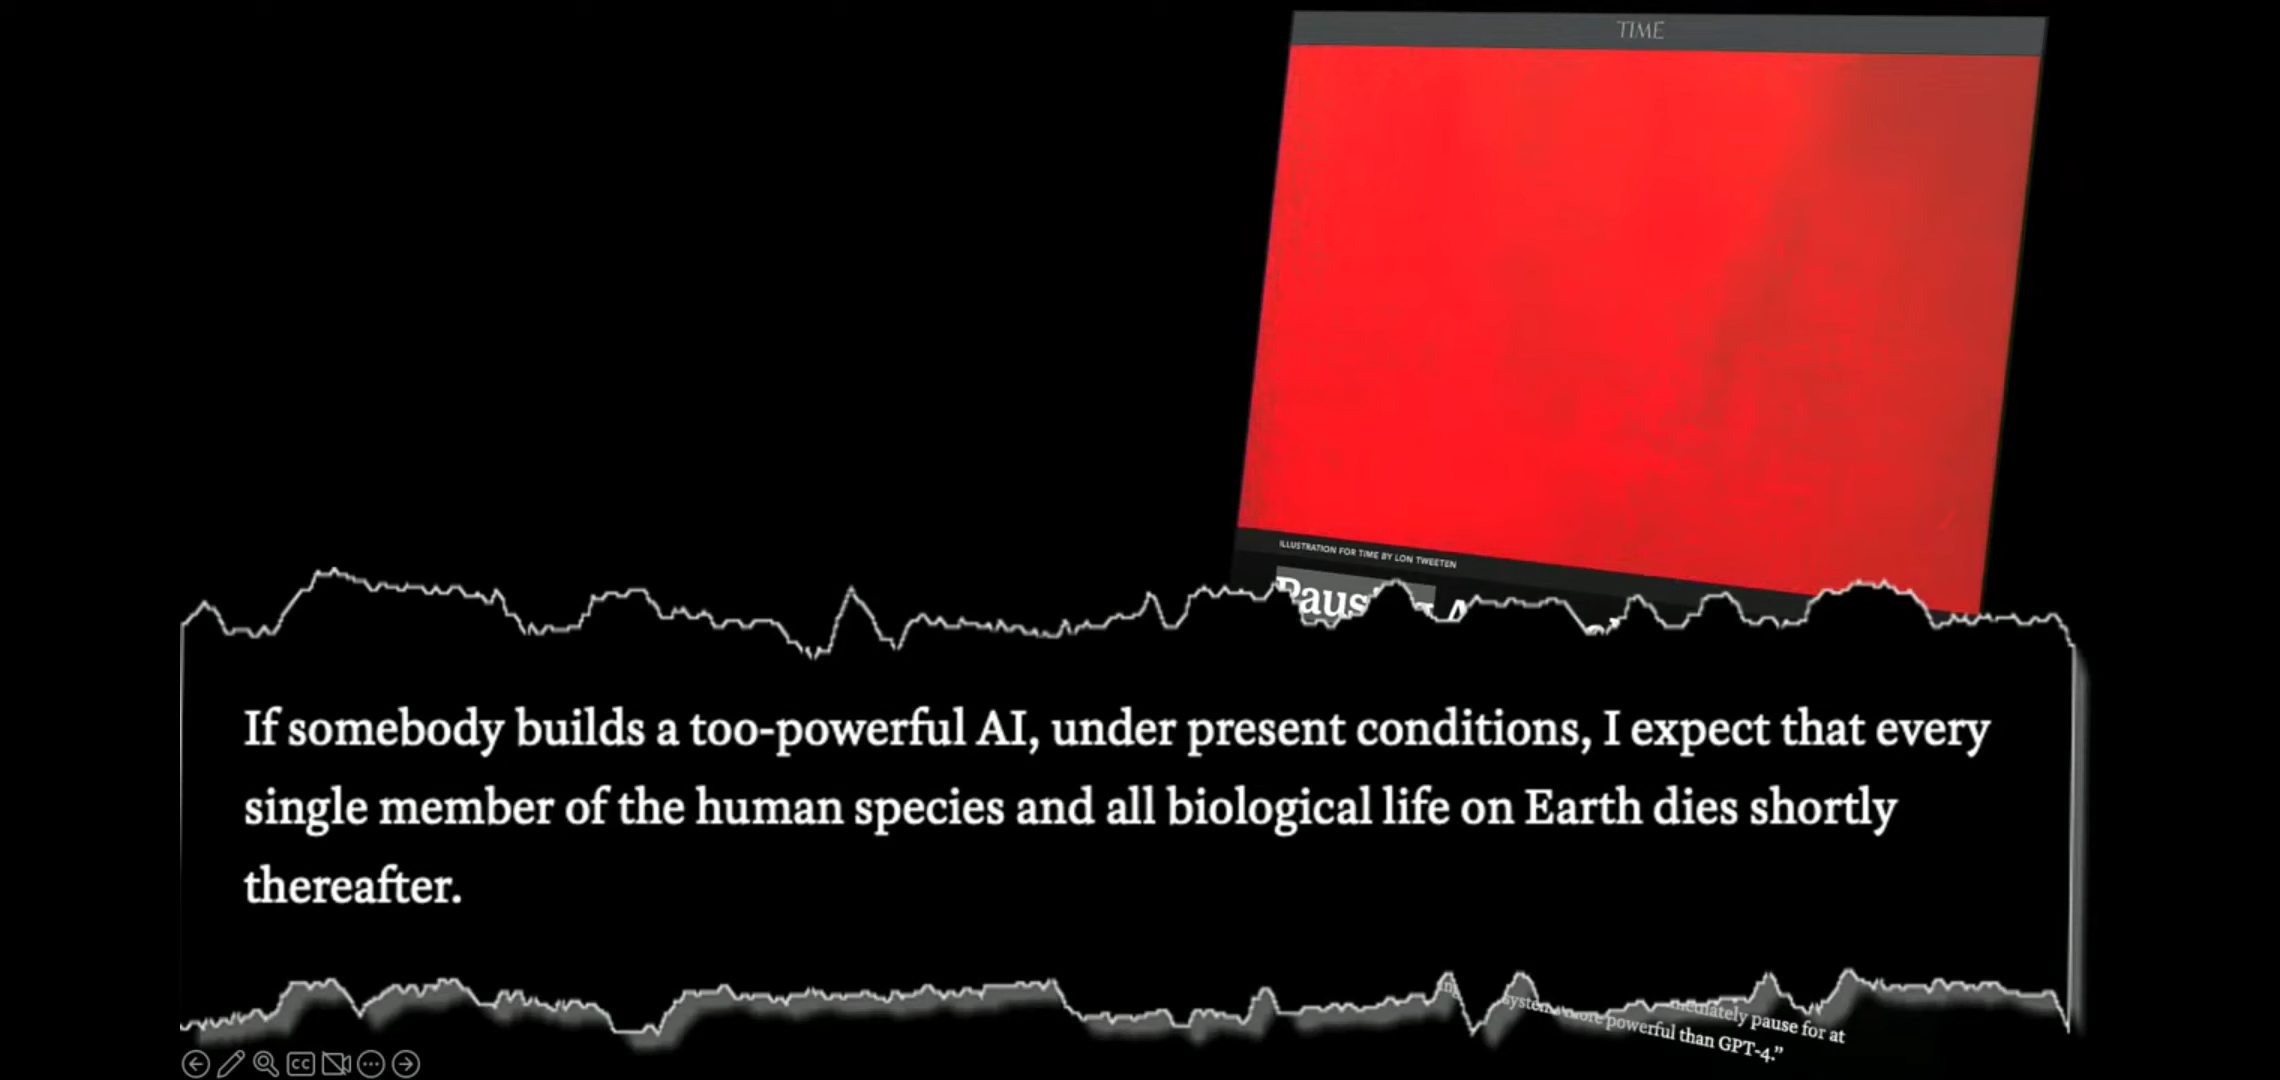 TIME
ILLUSTRATION FOR TIME BY LON TWEETEN
If somebody builds a too-powerful AI, under present conditions, I expect that every
single member of the human species and all biological life on Earth dies shortly
thereafter.
pause for at
powerful than GPT-4.”
CC